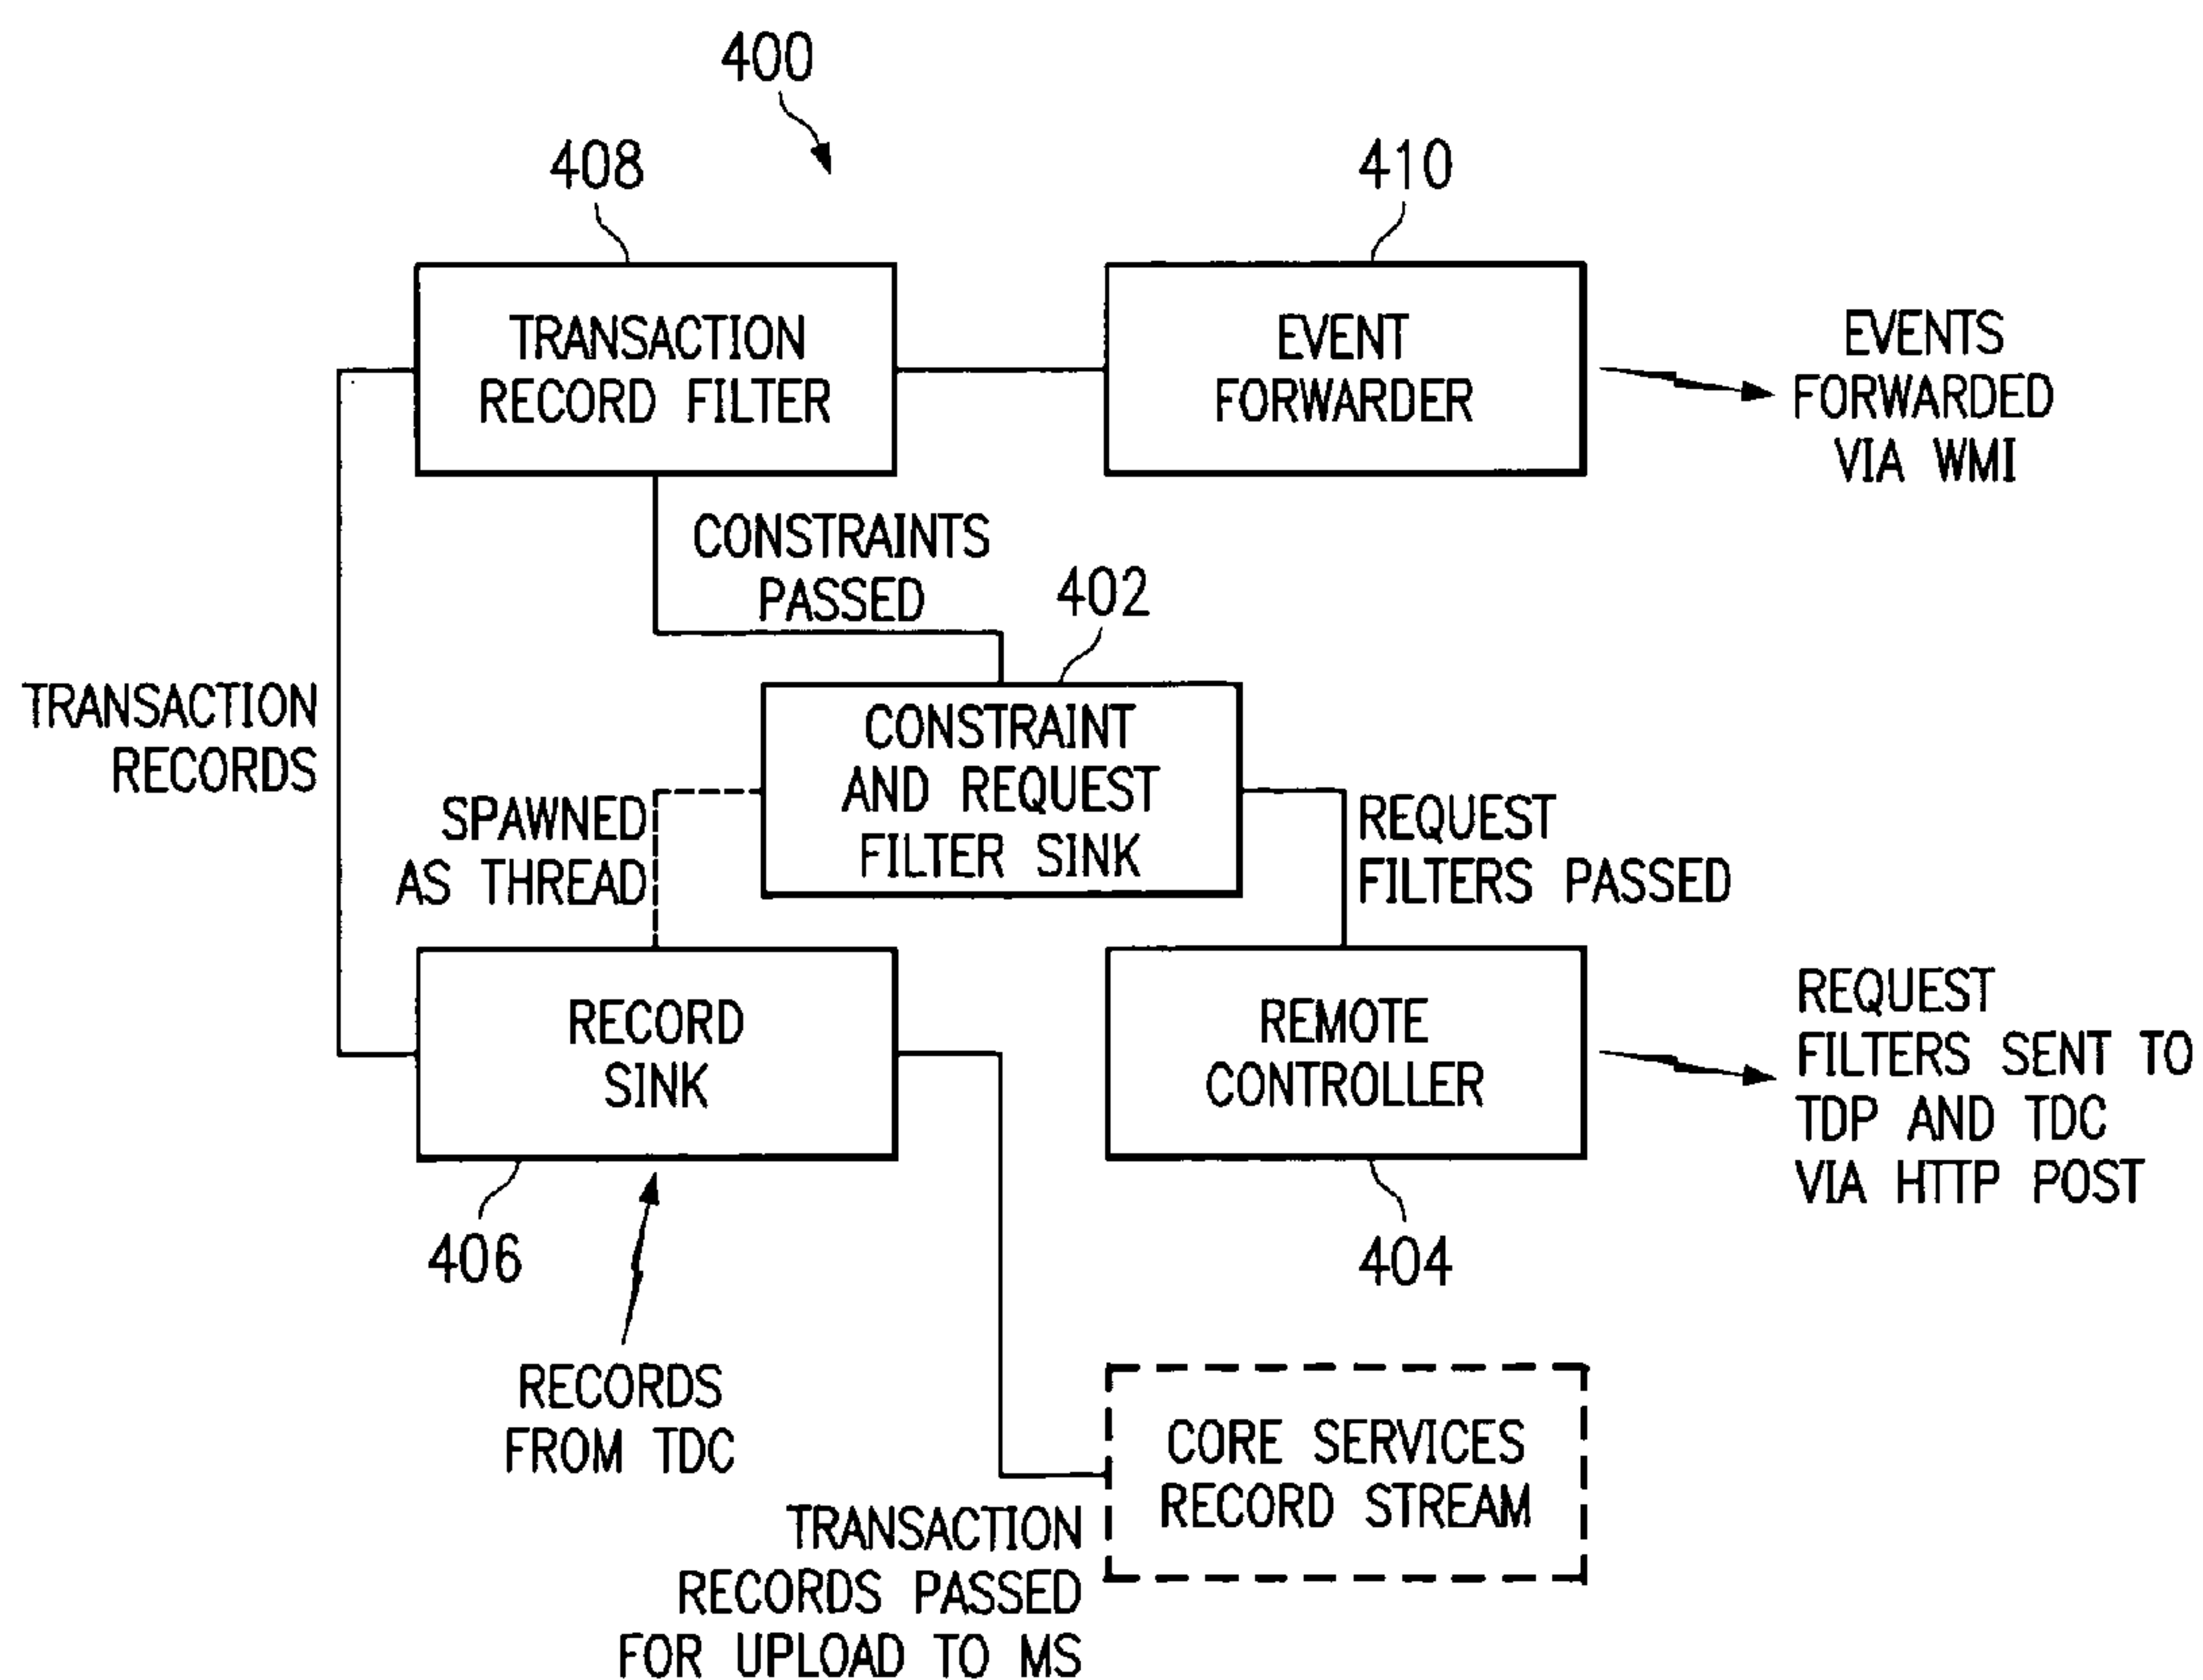 400
408
410
TRANSACTION
RECORD FILTER
EVENT
FORWARDER
EVENTS
FORWARDED
VIA WMI
CONSTRAINTS
PASSED
402
TRANSACTION
RECORDS
CONSTRAINT
AND REQUEST
FILTER SINK
SPAWNED
AS THREAD
REQUEST
FILTERS PASSED
RECORD
SINK
REMOTE
CONTROLLER
REQUEST
FILTERS SENT TO
TDP AND TDC
VIA HTTP POST
406
404
RECORDS
FROM TDC
CORE SERVICES
RECORD STREAM
TRANSACTION
RECORDS PASSED
FOR UPLOAD TO MS